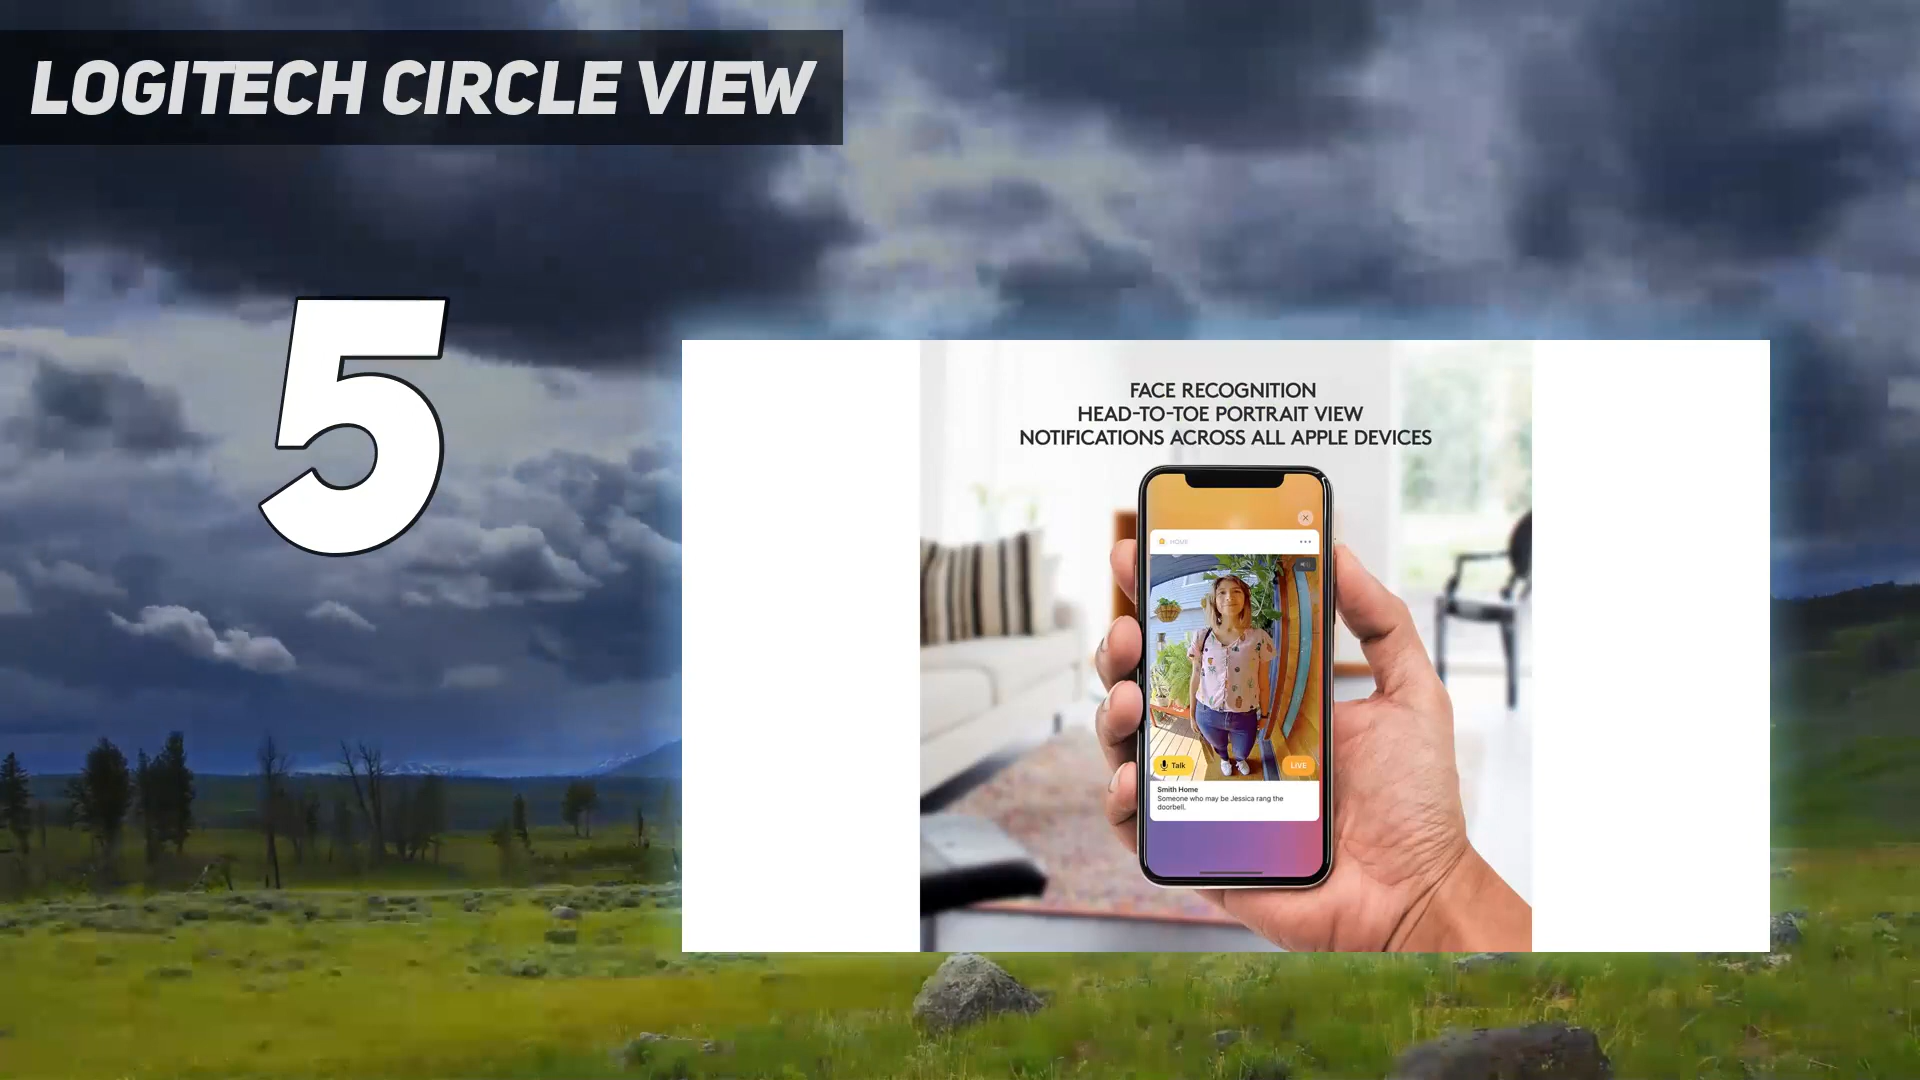 LOGITECH CIRCLE VIEW
5
FACE RECOGNITION
HEAD-TO-TOE PORTRAIT VIEW
NOTIFICATIONS ACROSS ALL APPLE DEVICES
HOME
Talk
LIVE
Smith Home
Someone who may be Jessica rang the
doorbell.